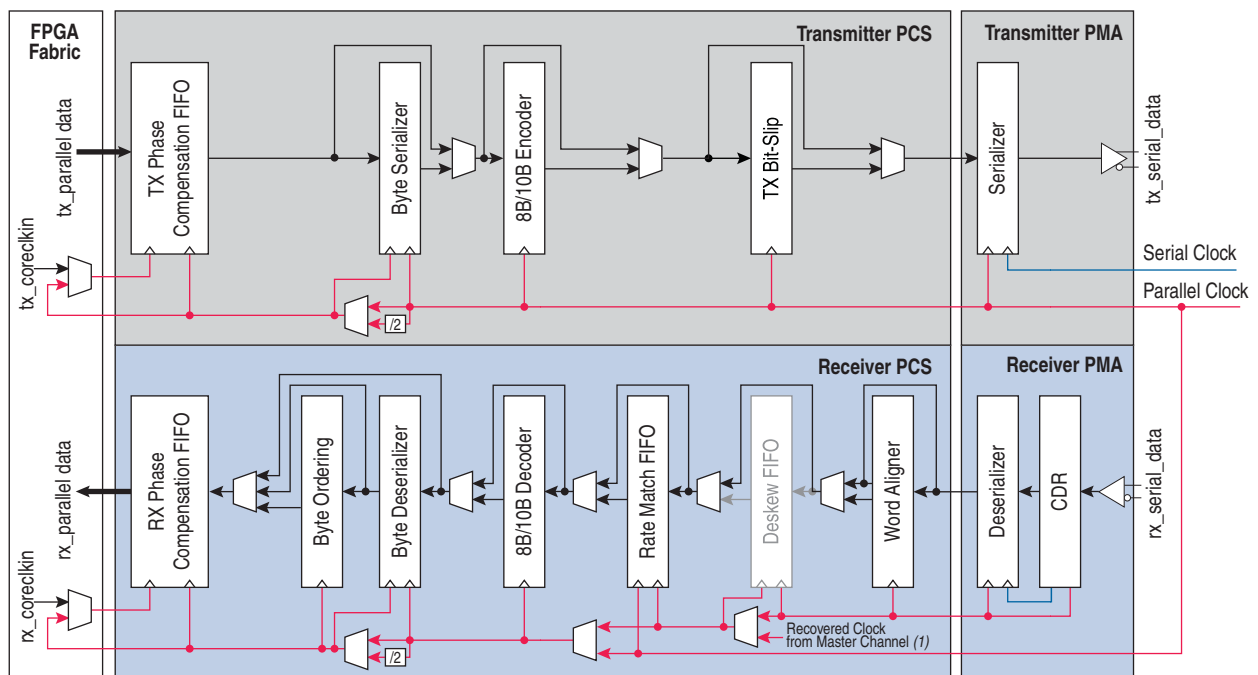 FPGA
Fabric
Transmitter PCS
Transmitter PMA
tx_parallel data
TX Phase
Compensation FIFO
Byte Serializer
8B/10B Encoder
TX Bit-Slip
Serializer
tx_serial_data
tx_coreclkin
/2
Serial Clock
Parallel Clock
Receiver PCS
Receiver PMA
rx_parallel data
RX Phase
Compensation FIFO
Byte Ordering
Byte Deserializer
8B/10B Decoder
Rate Match FIFO
Deskew FIFO
Word Aligner
Deserializer
CDR
rx_serial_data
rx_coreclkin
/2
Recovered Clock
from Master Channel (1)